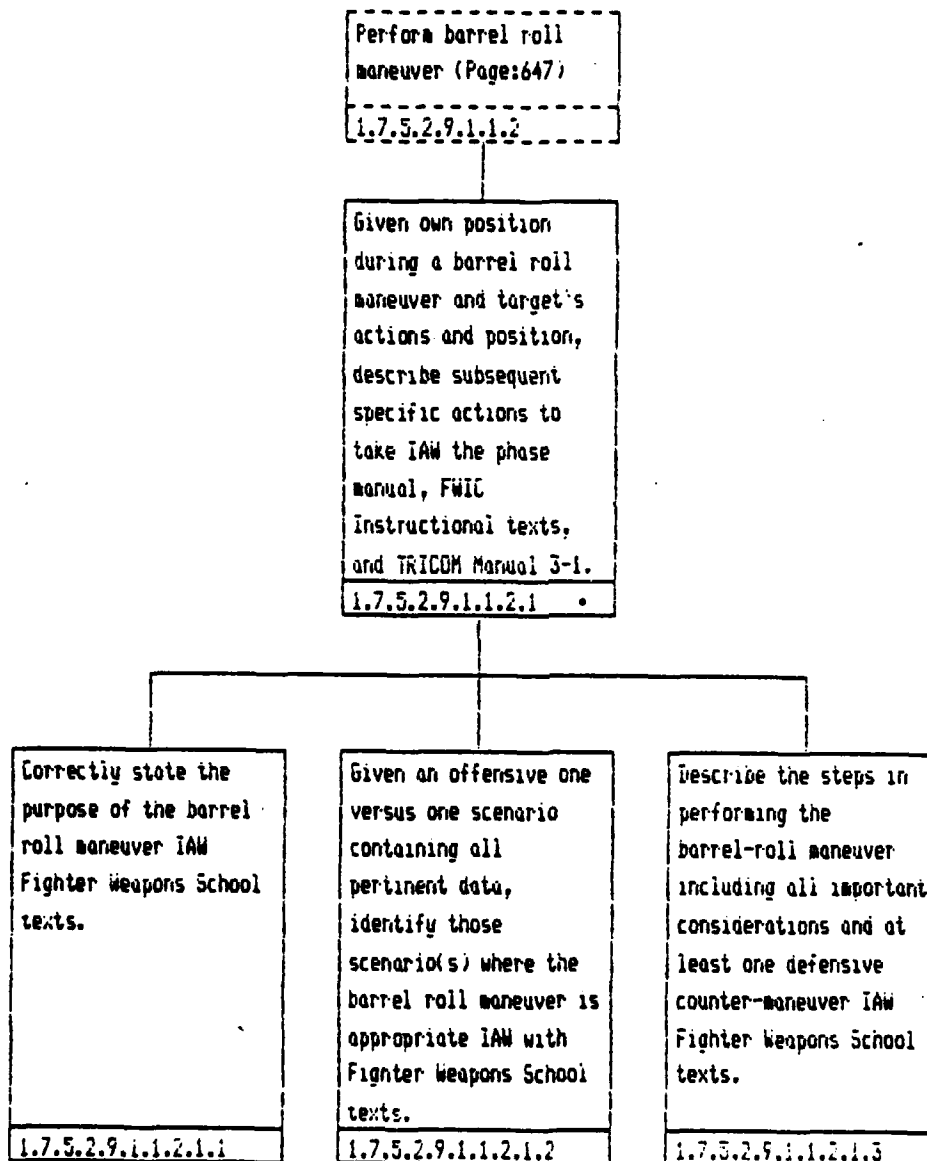 Perform barrel roll
maneuver (Page:647)
1.7.5.2.9.1.1.2
Given own position
during a barrel roll
maneuver and target's
actions and position,
describe subsequent
specific actions to
take IAW the phase
manual, FWIC
Instructional texts,
and TRICOM Manual 3-1.
1.7.5.2.9.1.1.2.1
Correctly state the
purpose of the barrel
roll maneuver IAW
Fighter Weapons School
texts.
1.7.5.2.9.1.1.2.1.1
Given an offensive one
versus one scenario
containing all
pertinent data,
identify those
scenario(s) where the
barrel roll maneuver is
appropriate IAW with
Fighter Weapons School
texts.
1.7.5.2.9.1.1.2.1.2
Describe the steps in
performing the
barrel-roll maneuver
including all important
considerations and at
least one defensive
counter-maneuver IAW
Fighter Weapons School
texts.
1.7.5.2.9.1.1.2.1.3